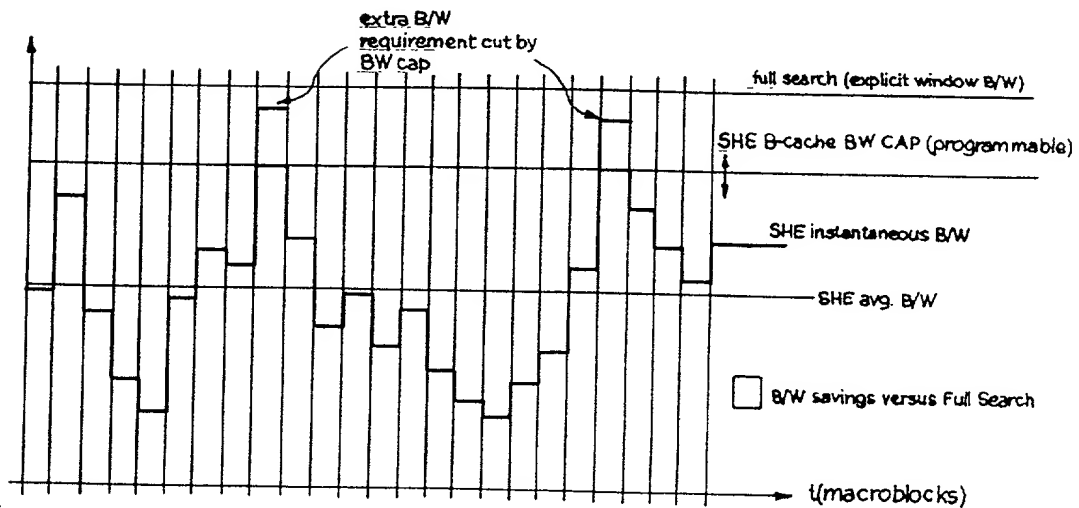 extra B/W
requirement cut by
BW cap
full search (explicit window B/W)
SHE B-cache BW CAP (programmable)
SHE instantaneous B/W
SHE avg. B/W
B/W savings versus Full Search
t(macroblocks)